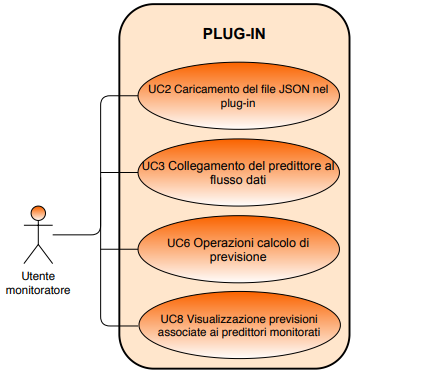 PLUG-IN
UC2 Caricamento del file JSON nel
plug-in
UC3 Collegamento del predittore al
flusso dati
UC6 Operazioni calcolo di
previsione
UC8 Visualizzazione previsioni
associate ai predittori monitorati
Utente
monitoratore